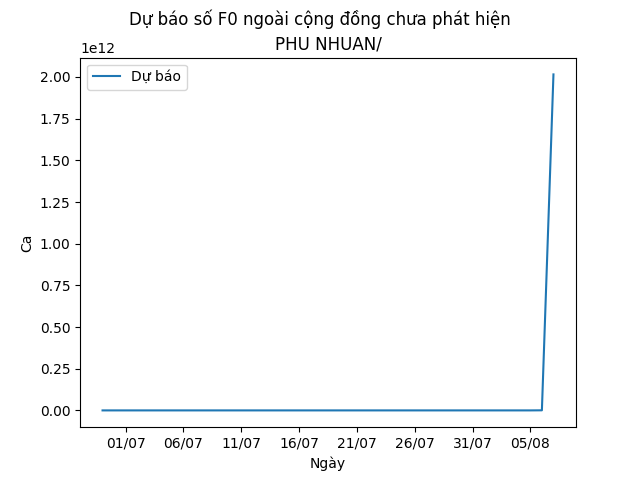 Dự báo số F0 ngoài cộng đồng chưa phát hiện
PHU NHUAN/
1e12
Dự báo
2.00
1.75
1.50
1.25
1.00
0.75
0.50
0.25
0.00
Ca
01/07 06/07 11/07 16/07 21/07 26/07 31/07 05/08
Ngày